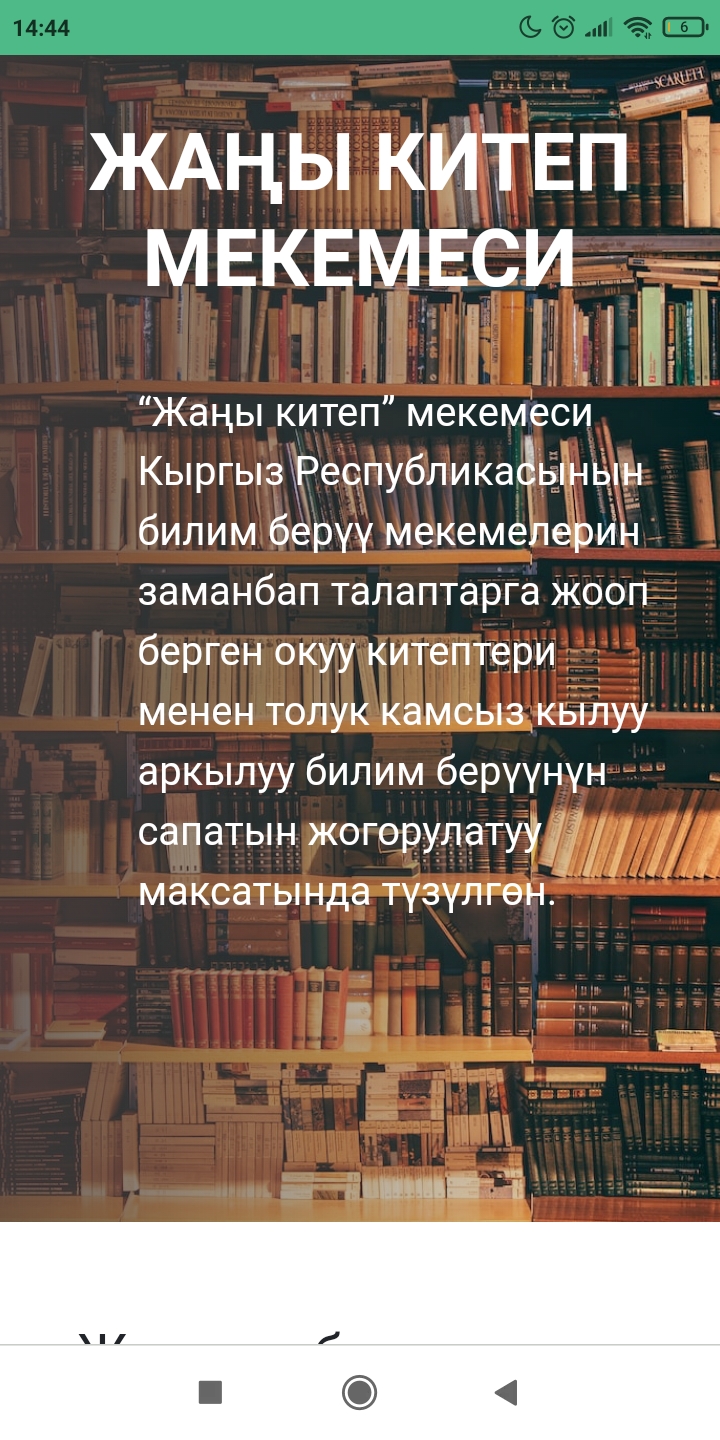 14:44
6
SCARLETT
ЖАҢЫ КИТЕП
МЕКЕМЕСИ
“Жаңы китеп” мекемеси
Кыргыз Республикасынын
билим берүү мекемелерин
заманбап талаптарга жооп
берген окуу китептери
менен толук камсыз кылуу
аркылуу билим берүүнүн
сапатын жогорулатуу
максатында түзүлгөн.